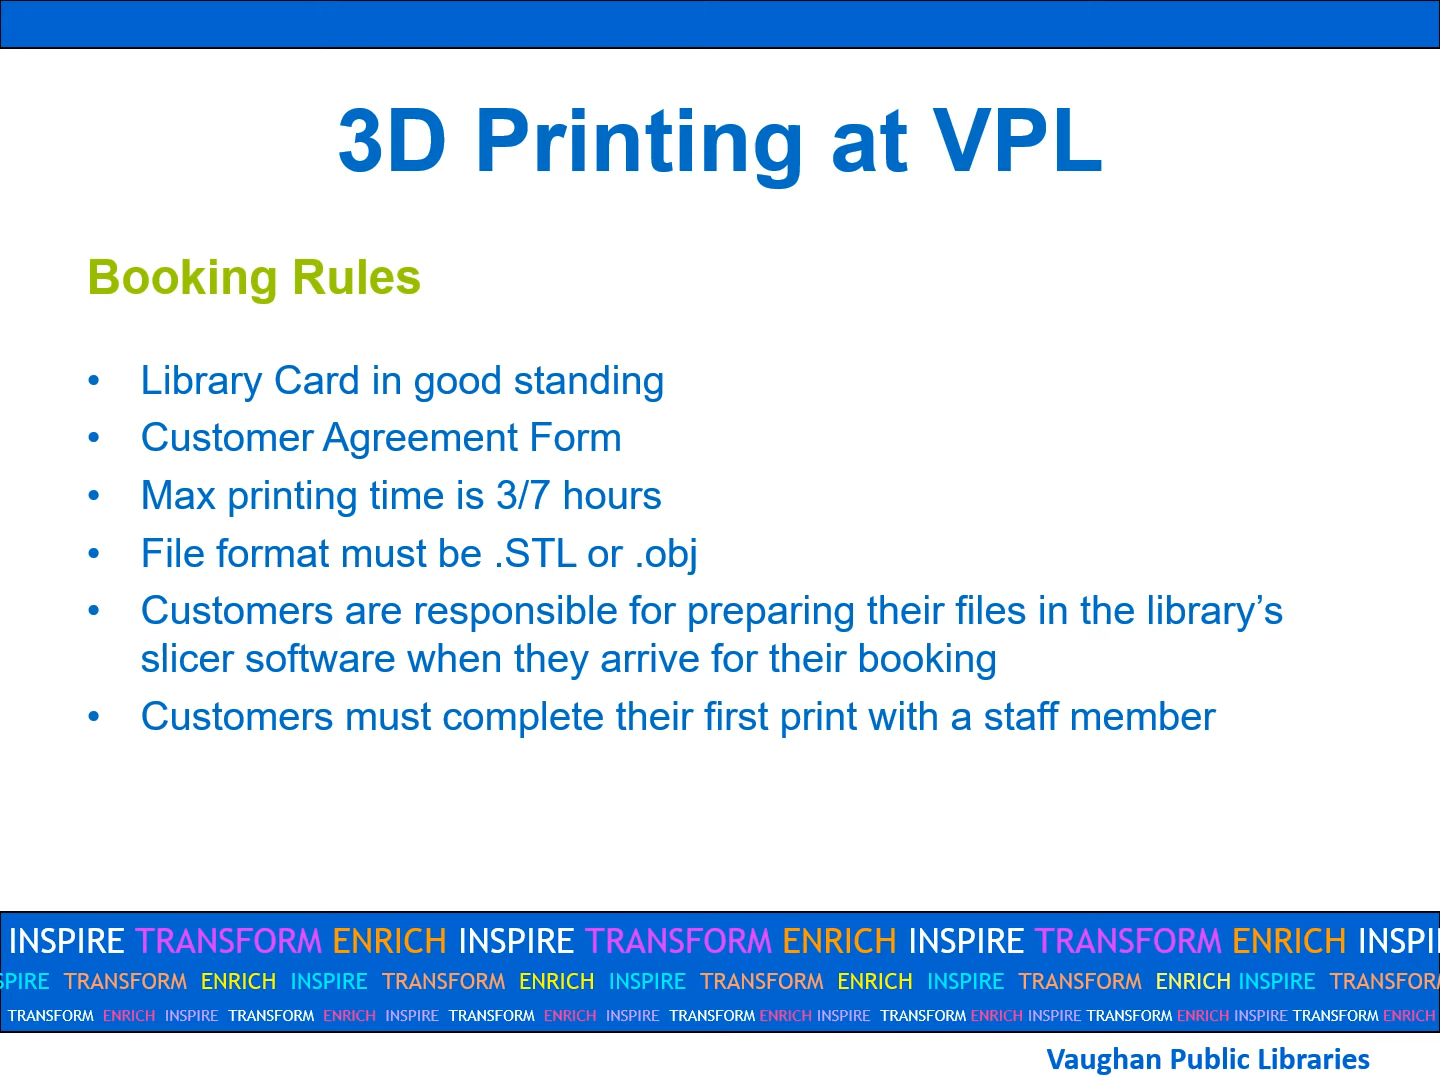 3D Printing at VPL
Booking Rules
• Library Card in good standing
• Customer Agreement Form
• Max printing time is 3/7 hours
• File format must be .STL or .obj
• Customers are responsible for preparing their files in the library’s
slicer software when they arrive for their booking
• Customers must complete their first print with a staff member
INSPIRE TRANSFORM ENRICH INSPIRE TRANSFORM ENRICH INSPIRE TRANSFORM ENRICH INSPI
SPIRE TRANSFORM ENRICH INSPIRE TRANSFORM ENRICH INSPIRE TRANSFORM ENRICH INSPIRE TRANSFORM ENRICH INSPIRE TRANSFORM
TRANSFORM ENRICH INSPIRE TRANSFORM ENRICH INSPIRE TRANSFORM ENRICH INSPIRE TRANSFORM ENRICH INSPIRE TRANSFORM ENRICH INSPIRE TRANSFORM ENRICH INSPIRE TRANSFORM ENRICH
Vaughan Public Libraries